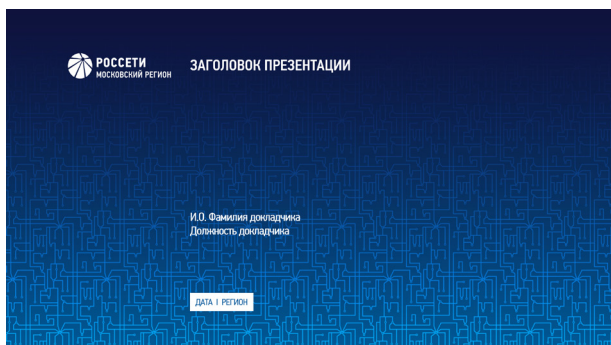 РОССЕТИ
МОСКОВСКИЙ РЕГИОН
ЗАГОЛОВОК ПРЕЗЕНТАЦИИ
И.О. Фамилия докладчика
Должность докладчика
ДАТА I РЕГИОН